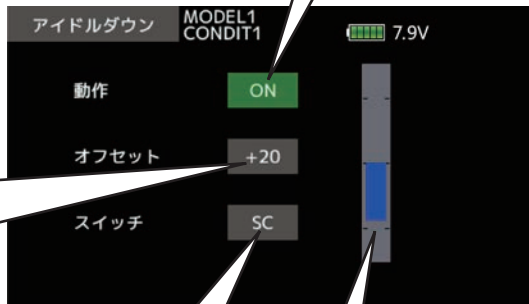 アイドルダウン
MODEL1
CONDIT1
7.9V
動作
ON
オフセット
+20
スイッチ
SC